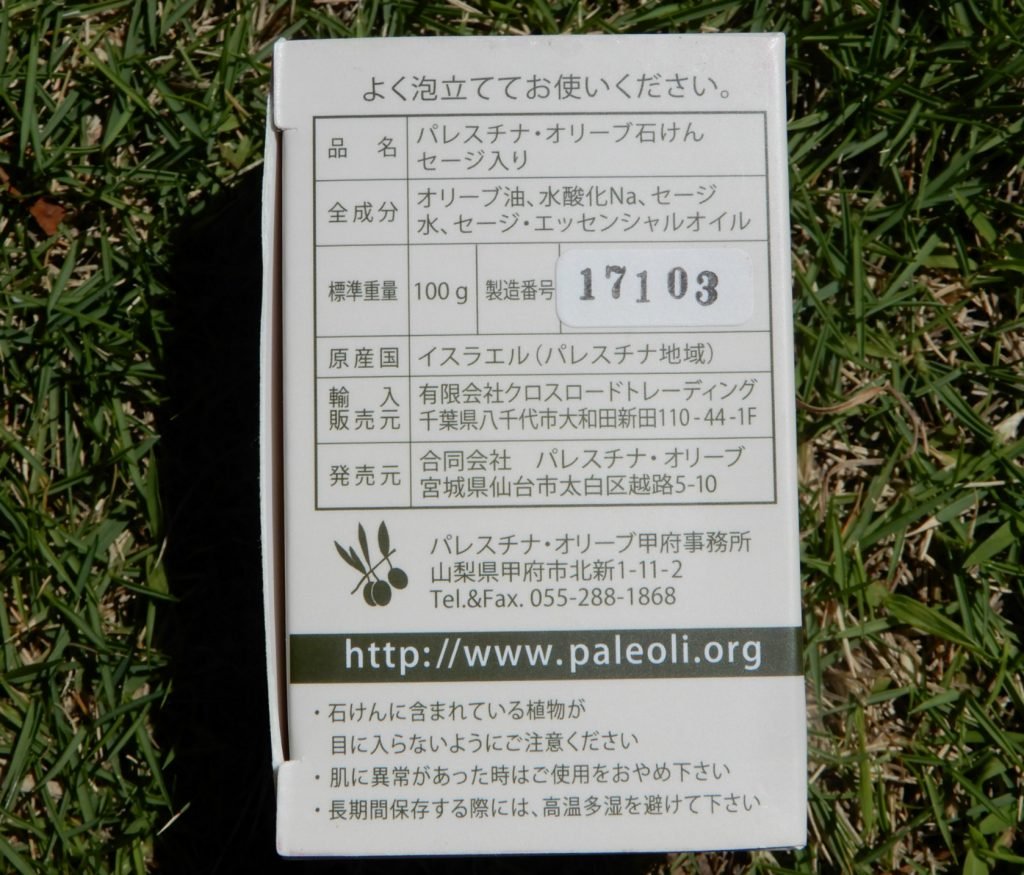 よく泡立ててお使いください。
品　名 パレスチナ・オリーブ石けん
セージ入り
全成分 オリーブ油、水酸化Na、セージ
水、セージ・エッセンシャルオイル
標準重量 100 g 製造番号 17103
原産国 イスラエル（パレスチナ地域）
輸　入 有限会社クロスロードトレーディング
販売元 千葉県八千代市大和田新田110-44-1F
発売元 合同会社　パレスチナ・オリーブ
宮城県仙台市太白区越路5-10
パレスチナ・オリーブ甲府事務所
山梨県甲府市北新1-11-2
Tel.&Fax. 055-288-1868
http://www.paleoli.org
・石けんに含まれている植物が
目に入らないようにご注意ください
・肌に異常があった時はご使用をおやめ下さい
・長期間保存する際には、高温多湿を避けて下さい